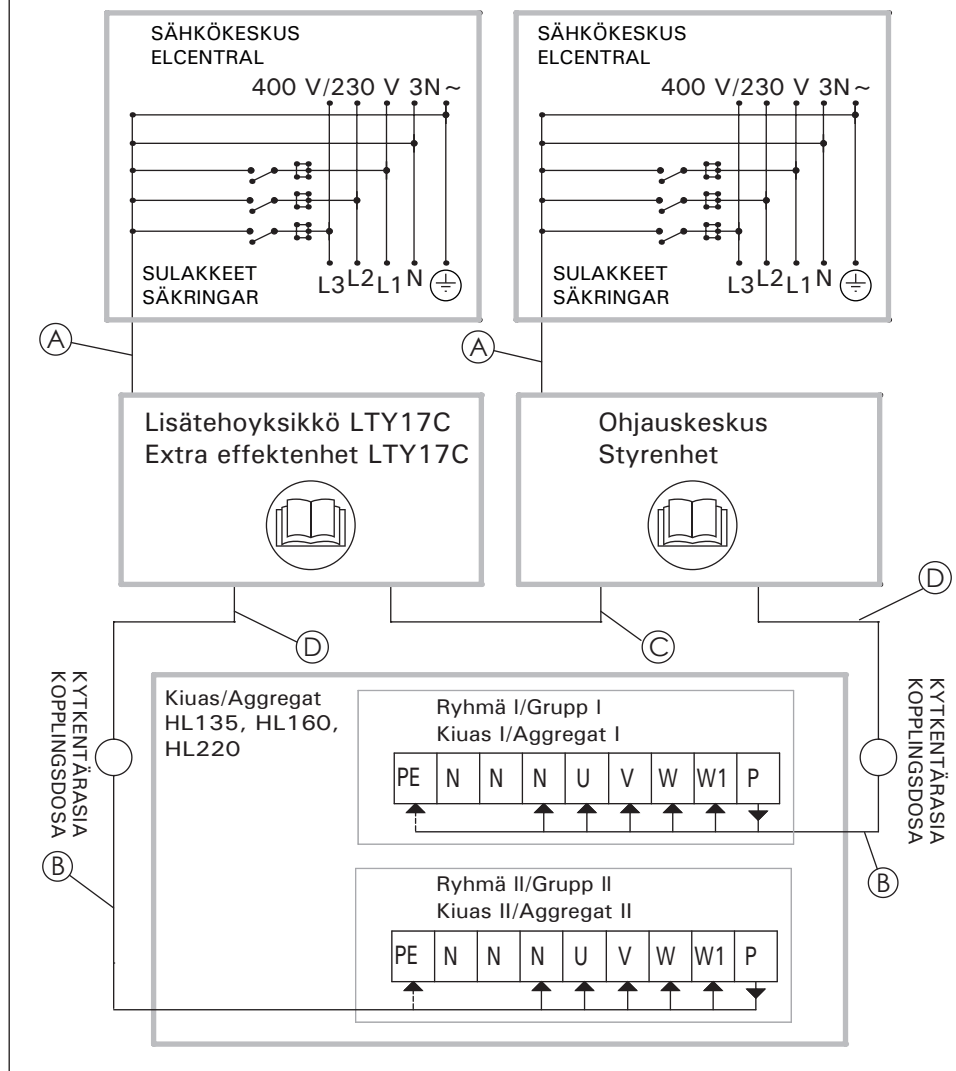 SÄHKÖKESKUS
ELCENTRAL
400 V/230 V 3N~
SULAKKEET
SÄKRINGAR
L3 L2 L1 N
SÄHKÖKESKUS
ELCENTRAL
400 V/230 V 3N~
SULAKKEET
SÄKRINGAR
L3 L2 L1 N
A
A
Lisätehoyksikkö LTY17C
Extra effektenhet LTY17C
Ohjauskeskus
Styrenhet
D
C
D
KYTKENTÄRASIA
KOPPLINGSDOSA
Kiuas/Aggregat
HL135, HL160,
HL220
Ryhmä I/Grupp I
Kiuas I/Aggregat I
PE N N N U V W W1 P
KYTKENTÄRASIA
KOPPLINGSDOSA
B
B
Ryhmä II/Grupp II
Kiuas II/Aggregat II
PE N N N U V W W1 P